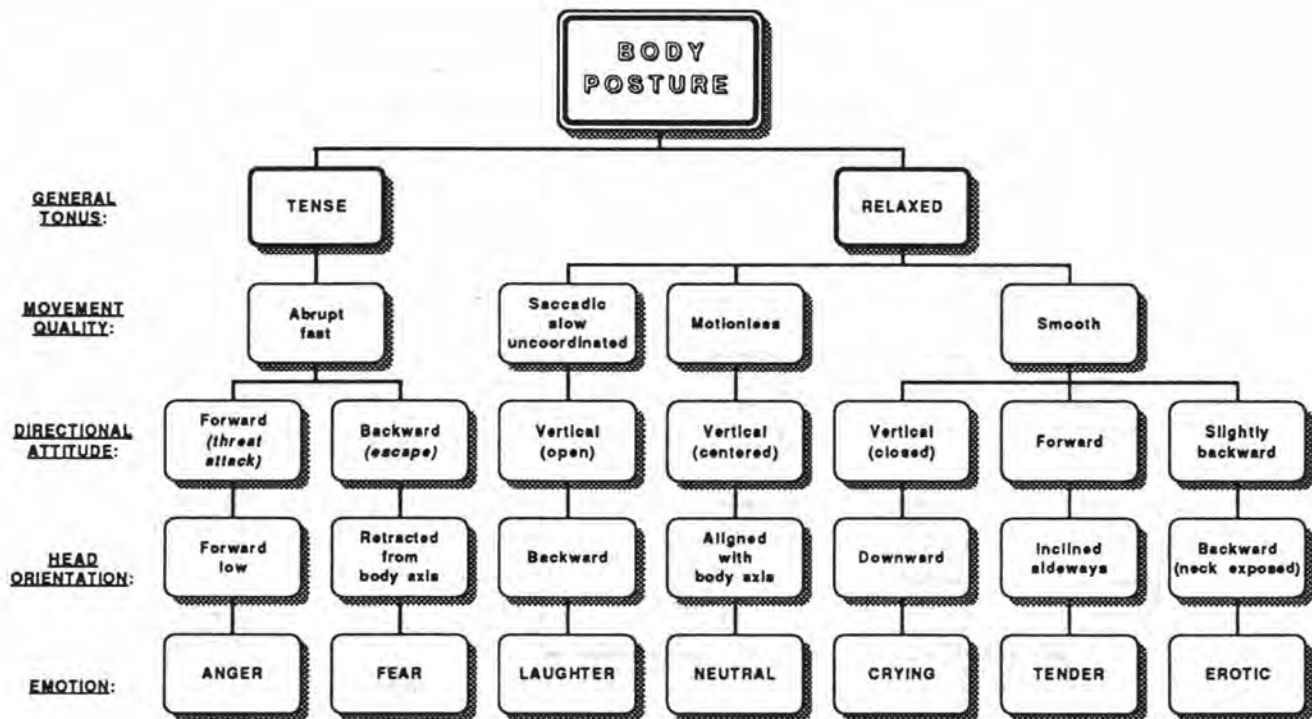 BODY
POSTURE
GENERAL
TONUS:
TENSE
RELAXED
MOVEMENT
QUALITY:
Abrupt
fast
Saccadic
slow
uncoordinated
Motionless
Smooth
DIRECTIONAL
ATTITUDE:
Forward
(threat
attack)
Backward
(escape)
Vertical
(open)
Vertical
(centered)
Vertical
(closed)
Forward
Slightly
backward
HEAD
ORIENTATION:
Forward
low
Retracted
from
body axis
Backward
Aligned
with
body axis
Downward
Inclined
sideways
Backward
(neck exposed)
EMOTION:
ANGER
FEAR
LAUGHTER
NEUTRAL
CRYING
TENDER
EROTIC